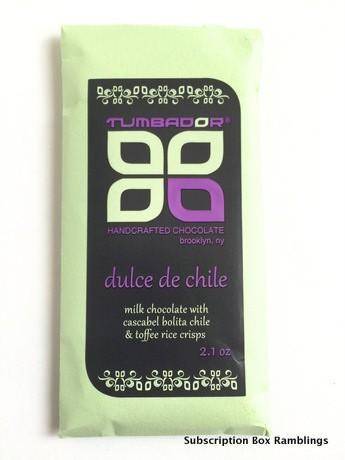 TUMBADOR®
HANDCRAFTED CHOCOLATE
brooklyn, ny
dulce de chile
milk chocolate with
cascabel bolita chile
& toffee rice crisps
2.1 oz
Subscription Box Ramblings